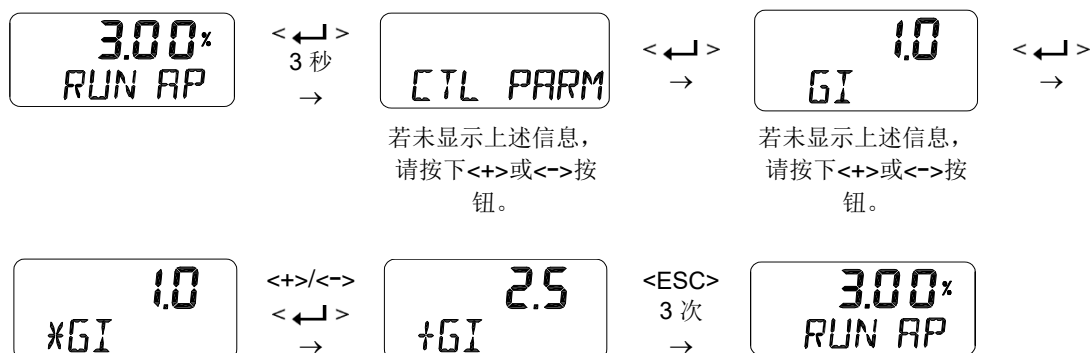 3.00%
RUN AP
<↵>
3 秒
→
CTL PARM
若未显示上述信息，
请按下<+>或<->按
钮。
<↵>
→
1.0
GI
若未显示上述信息，
请按下<+>或<->按
钮。
<↵>
→
1.0
*GI
<+>/<->
<↵>
→
2.5
+GI
<ESC>
3 次
→
3.00%
RUN AP